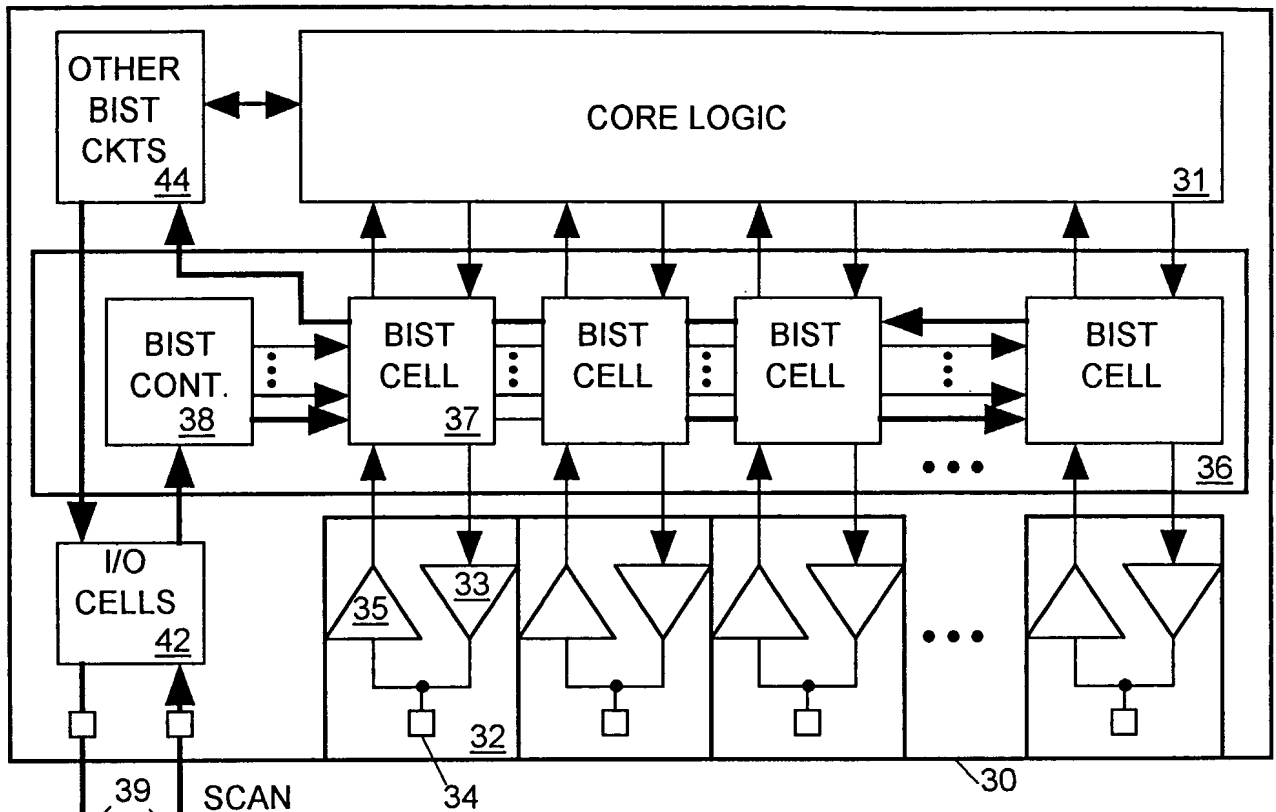 OTHER
BIST
CKTS
44
CORE LOGIC
31
BIST
CONT.
38
BIST
CELL
37
BIST
CELL
BIST
CELL
BIST
CELL
36
I/O
CELLS
42
35
33
32
34
30
39
SCAN